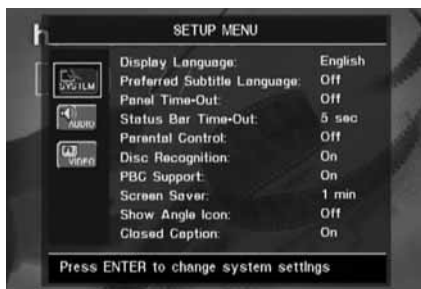 SETUP MENU
h
SYSTEM
AUDIO
VIDEO
Display Language: English
Preferred Subtitle Language: Off
Panel Time-Out: Off
Status Bar Time-Out: 5 sec
Parental Control: Off
Disc Recognition: On
PBC Support: On
Screen Saver: 1 min
Show Angle Icon: Off
Closed Caption: On
Press ENTER to change system settings